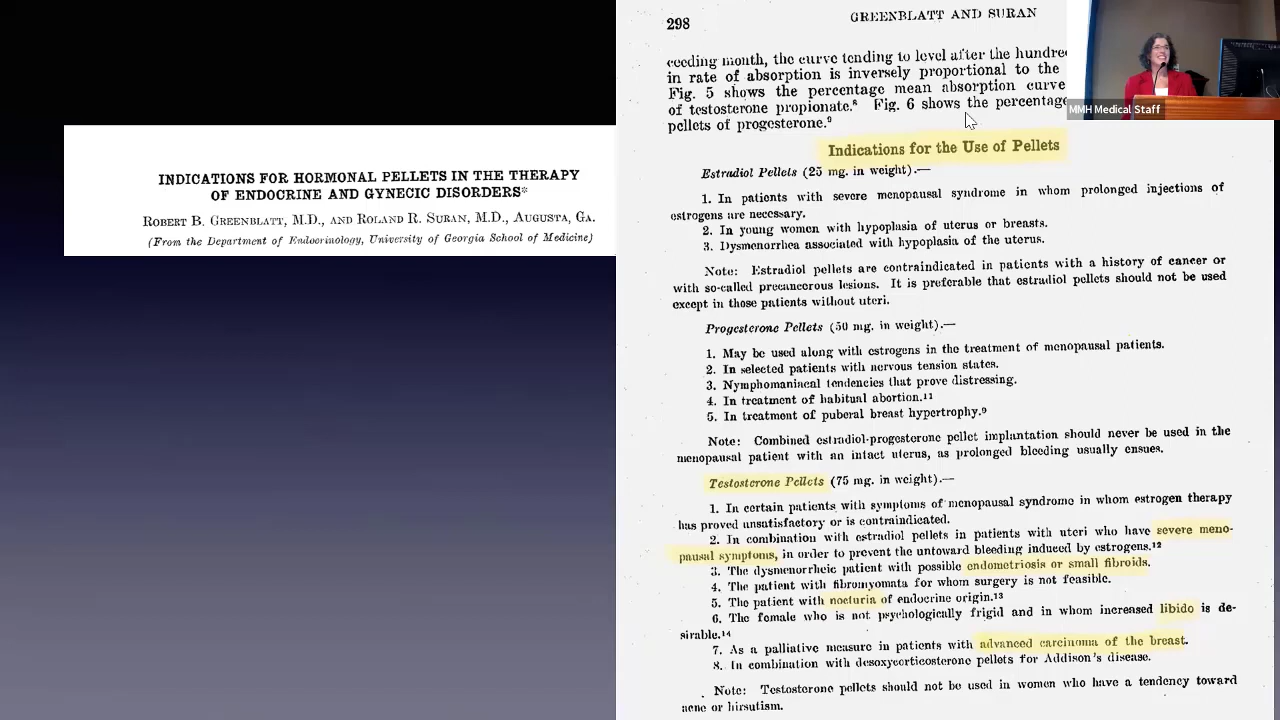 INDICATIONS FOR HORMONAL PELLETS IN THE THERAPY
OF ENDOCRINE AND GYNECIC DISORDERS*
ROBERT B. GREENBLATT, M.D., AND ROLAND R. SURAN, M.D., AUGUSTA, GA.
(From the Department of Endocrinology, University of Georgia School of Medicine)
298
GREENBLATT AND SURAN
ceeding month, the curve tending to level after the
in rate of absorption is inversely proportional to the
Fig. 5 shows the percentage mean absorption curve
of testosterone propionate.⁸ Fig. 6 shows the percentage
pellets of progesterone.⁹
MMH Medical Staff
Indications for the Use of Pellets
Estradiol Pellets (25 mg. in weight).—
1. In patients with severe menopausal syndrome in whom prolonged injections of
estrogens are necessary.
2. In young women with hypoplasia of uterus or breasts.
3. Dysmenorrhea associated with hypoplasia of the uterus.
Note: Estradiol pellets are contraindicated in patients with a history of cancer or
with so-called precancerous lesions. It is preferable that estradiol pellets should not be used
except in those patients without uteri.
Progesterone Pellets (50 mg. in weight).—
1. May be used along with estrogens in the treatment of menopausal patients.
2. In selected patients with nervous tension states.
3. Nymphomaniacal tendencies that prove distressing.
4. In treatment of habitual abortion.¹¹
5. In treatment of puberal breast hypertrophy.⁹
Note: Combined estradiol-progesterone pellet implantation should never be used in the
menopausal patient with an intact uterus, as prolonged bleeding usually ensues.
Testosterone Pellets (75 mg. in weight).—
1. In certain patients with symptoms of menopausal syndrome in whom estrogen therapy
has proved unsatisfactory or is contraindicated.
2. In combination with estradiol pellets in patients with uteri who have severe meno-
pausal symptoms, in order to prevent the untoward bleeding induced by estrogens.¹²
3. The dysmenorrheic patient with possible endometriosis or small fibroids.
4. The patient with fibromyomata for whom surgery is not feasible.
5. The patient with nocturia of endocrine origin.¹³
6. The female who is not psychologically frigid and in whom increased libido is de-
sirable.¹⁴
7. As a palliative measure in patients with advanced carcinoma of the breast.
8. In combination with desoxycorticosterone pellets for Addison's disease.
Note: Testosterone pellets should not be used in women who have a tendency toward
acne or hirsutism.